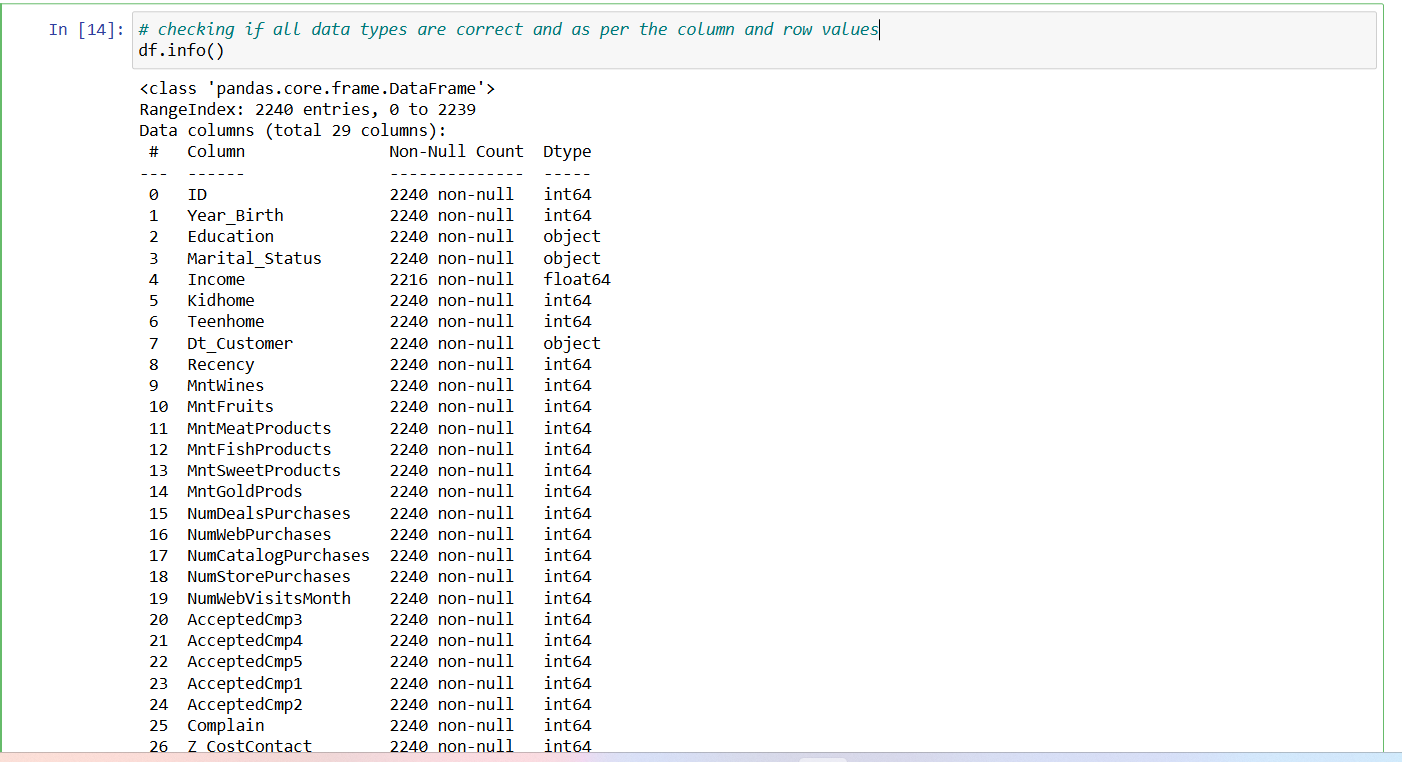 In [14]: # checking if all data types are correct and as per the column and row values
df.info()
<class 'pandas.core.frame.DataFrame'>
RangeIndex: 2240 entries, 0 to 2239
Data columns (total 29 columns):
 #   Column               Non-Null Count  Dtype
---  ------               --------------  -----
 0   ID                   2240 non-null   int64
 1   Year_Birth           2240 non-null   int64
 2   Education            2240 non-null   object
 3   Marital_Status       2240 non-null   object
 4   Income               2216 non-null   float64
 5   Kidhome              2240 non-null   int64
 6   Teenhome             2240 non-null   int64
 7   Dt_Customer          2240 non-null   object
 8   Recency              2240 non-null   int64
 9   MntWines             2240 non-null   int64
 10  MntFruits            2240 non-null   int64
 11  MntMeatProducts      2240 non-null   int64
 12  MntFishProducts      2240 non-null   int64
 13  MntSweetProducts     2240 non-null   int64
 14  MntGoldProds         2240 non-null   int64
 15  NumDealsPurchases    2240 non-null   int64
 16  NumWebPurchases      2240 non-null   int64
 17  NumCatalogPurchases  2240 non-null   int64
 18  NumStorePurchases    2240 non-null   int64
 19  NumWebVisitsMonth    2240 non-null   int64
 20  AcceptedCmp3         2240 non-null   int64
 21  AcceptedCmp4         2240 non-null   int64
 22  AcceptedCmp5         2240 non-null   int64
 23  AcceptedCmp1         2240 non-null   int64
 24  AcceptedCmp2         2240 non-null   int64
 25  Complain             2240 non-null   int64
 26  Z_CostContact        2240 non-null   int64